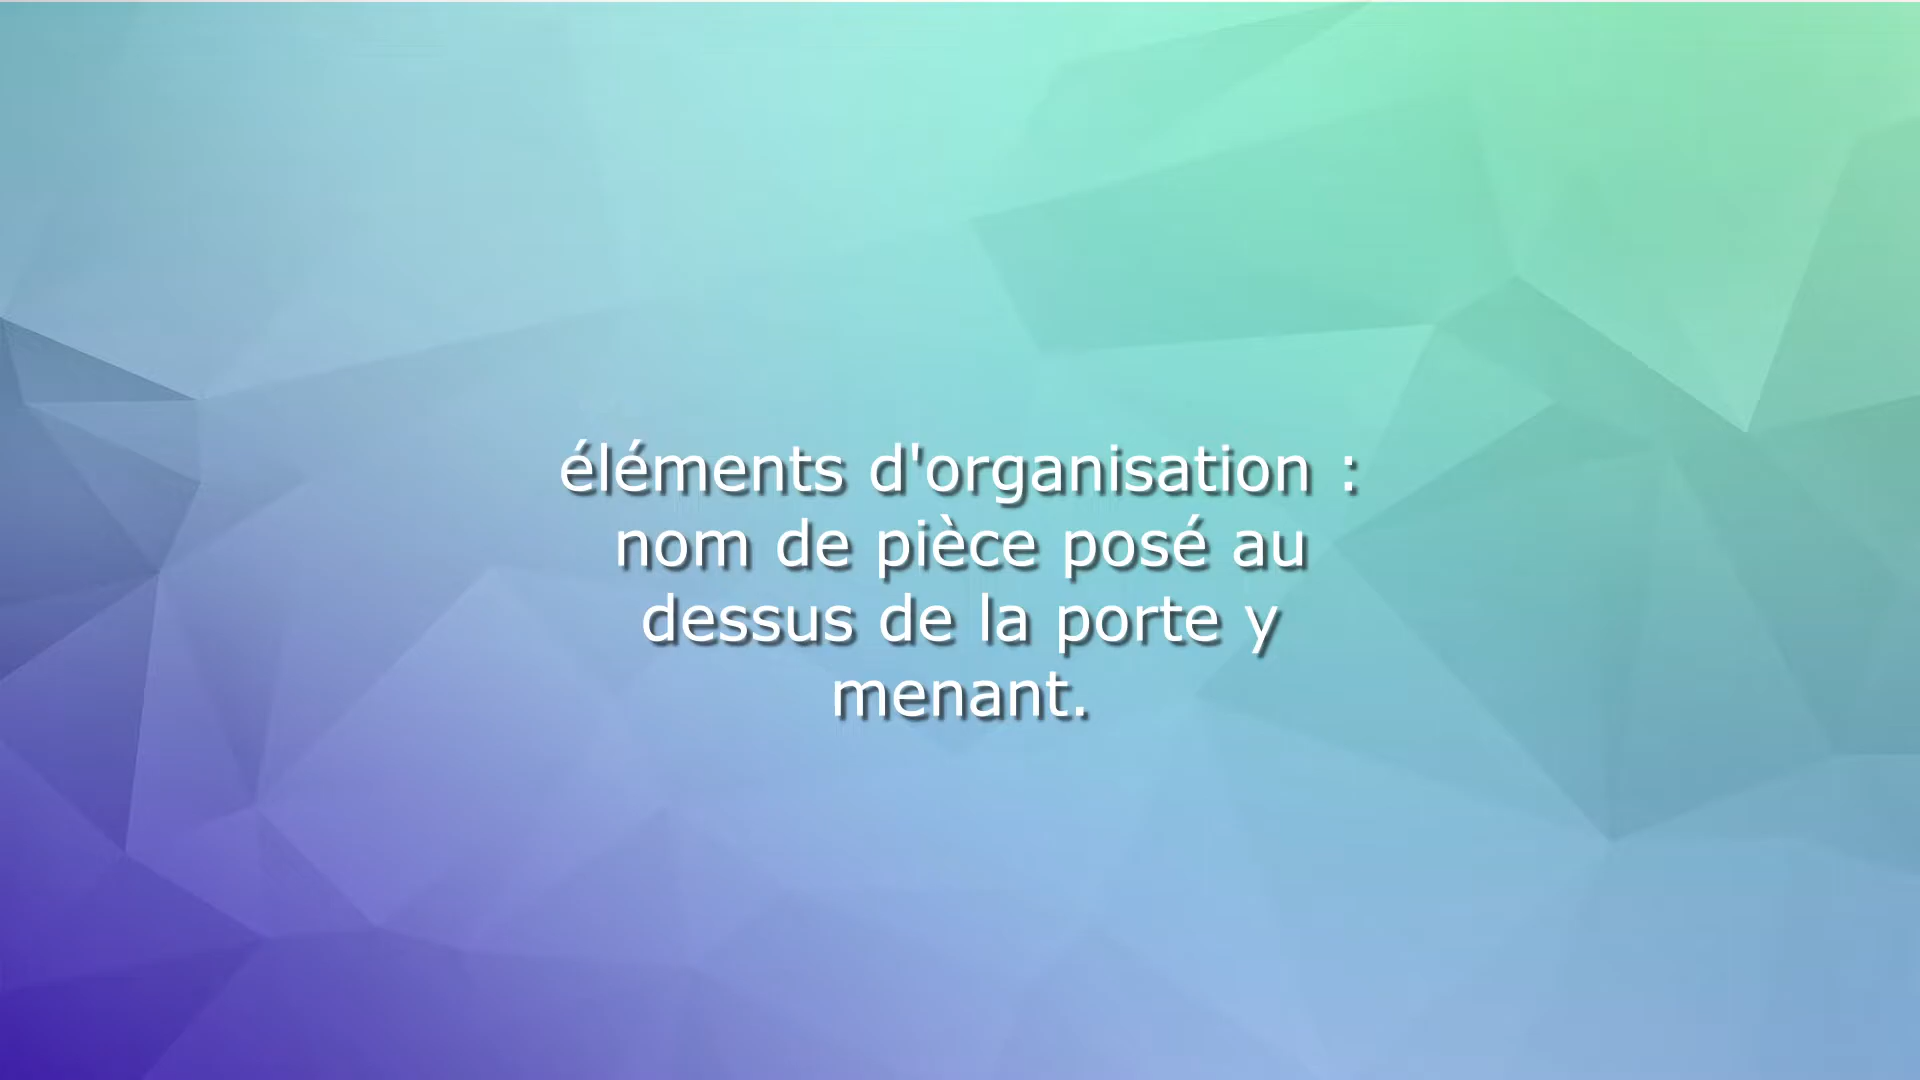 éléments d'organisation :
nom de pièce posé au
dessus de la porte y
menant.